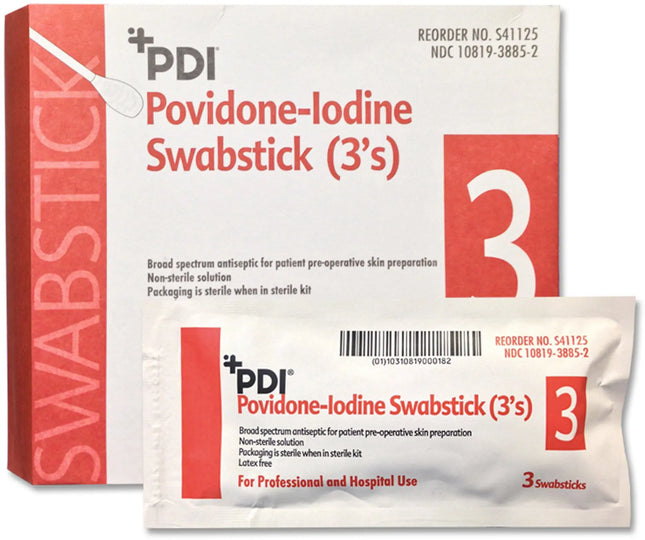 SWABSTICK
PDI
REORDER NO. S41125
NDC 10819-3885-2
Povidone-Iodine
Swabstick (3's)
3
Broad spectrum antiseptic for patient pre-operative skin preparation
Non-sterile solution
Packaging is sterile when in sterile kit
(01)10310819000182
REORDER NO. S41125
NDC 10819-3885-2
PDI®
Povidone-Iodine Swabstick (3's)
3
Broad spectrum antiseptic for patient pre-operative skin preparation
Non-sterile solution
Packaging is sterile when in sterile kit
Latex free
For Professional and Hospital Use
3 Swabsticks